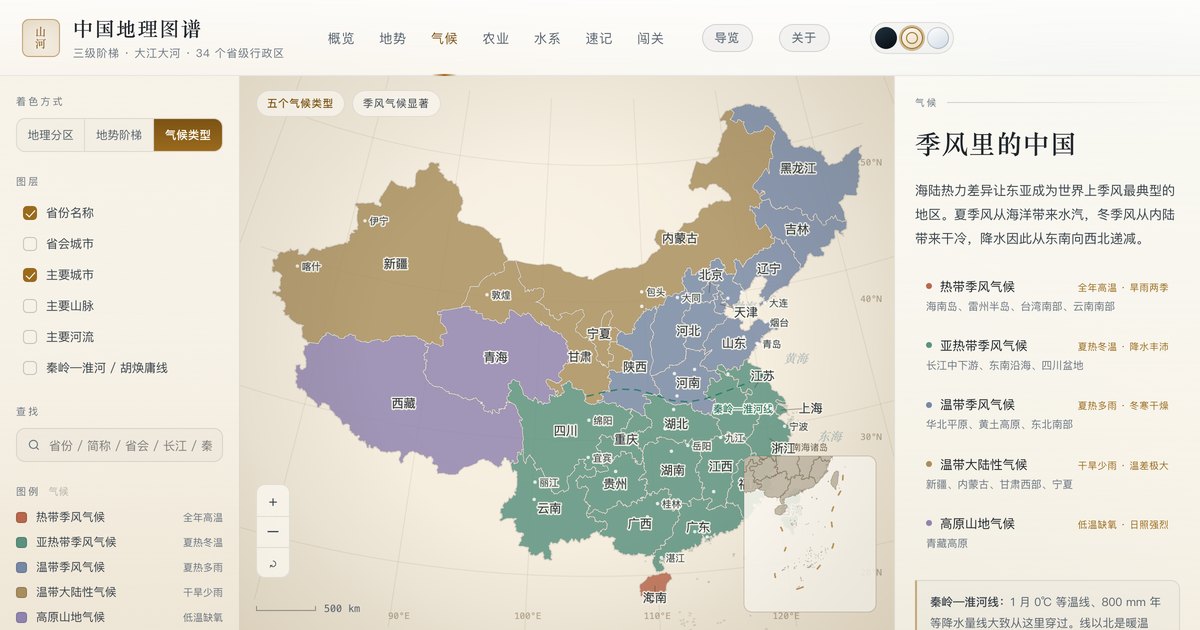 山河
中国地理图谱
三级阶梯 · 大江大河 · 34 个省级行政区
概览
地势
气候
农业
水系
速记
闯关
导览
关于
着色方式
地理分区
地势阶梯
气候类型
图层
省份名称
省会城市
主要城市
主要山脉
主要河流
秦岭—淮河 / 胡焕庸线
查找
省份 / 简称 / 省会 / 长江 / 秦
图例 气候
热带季风气候 全年高温
亚热带季风气候 夏热冬温
温带季风气候 夏热多雨
温带大陆性气候 干旱少雨
高原山地气候 低温缺氧
五个气候类型
季风气候显著
50°N
黑龙江
伊宁
吉林
内蒙古
新疆
喀什
北京
辽宁
敦煌
包头
大同
40°N
大连
天津
烟台
宁夏
河北
山东
青岛
青海
甘肃
陕西
黄海
河南
江苏
西藏
秦岭—淮河线
上海
四川
绵阳
湖北
宁波
重庆
九江
东海
30°N
岳阳
浙江
南海诸岛
宜宾
湖南
江西
丽江
贵州
云南
桂林
广西
广东
湛江
海南
+
−
500 km
90°E
100°E
110°E
120°E
气候
季风里的中国
海陆热力差异让东亚成为世界上季风最典型的
地区。夏季风从海洋带来水汽，冬季风从内陆
带来干冷，降水因此从东南向西北递减。
热带季风气候 全年高温 · 旱雨两季
海南岛、雷州半岛、台湾南部、云南南部
亚热带季风气候 夏热冬温 · 降水丰沛
长江中下游、东南沿海、四川盆地
温带季风气候 夏热多雨 · 冬寒干燥
华北平原、黄土高原、东北南部
温带大陆性气候 干旱少雨 · 温差极大
新疆、内蒙古、甘肃西部、宁夏
高原山地气候 低温缺氧 · 日照强烈
青藏高原
秦岭—淮河线：1 月 0℃ 等温线、800 mm 年
等降水量线大致从这里穿过。线以北是暖温